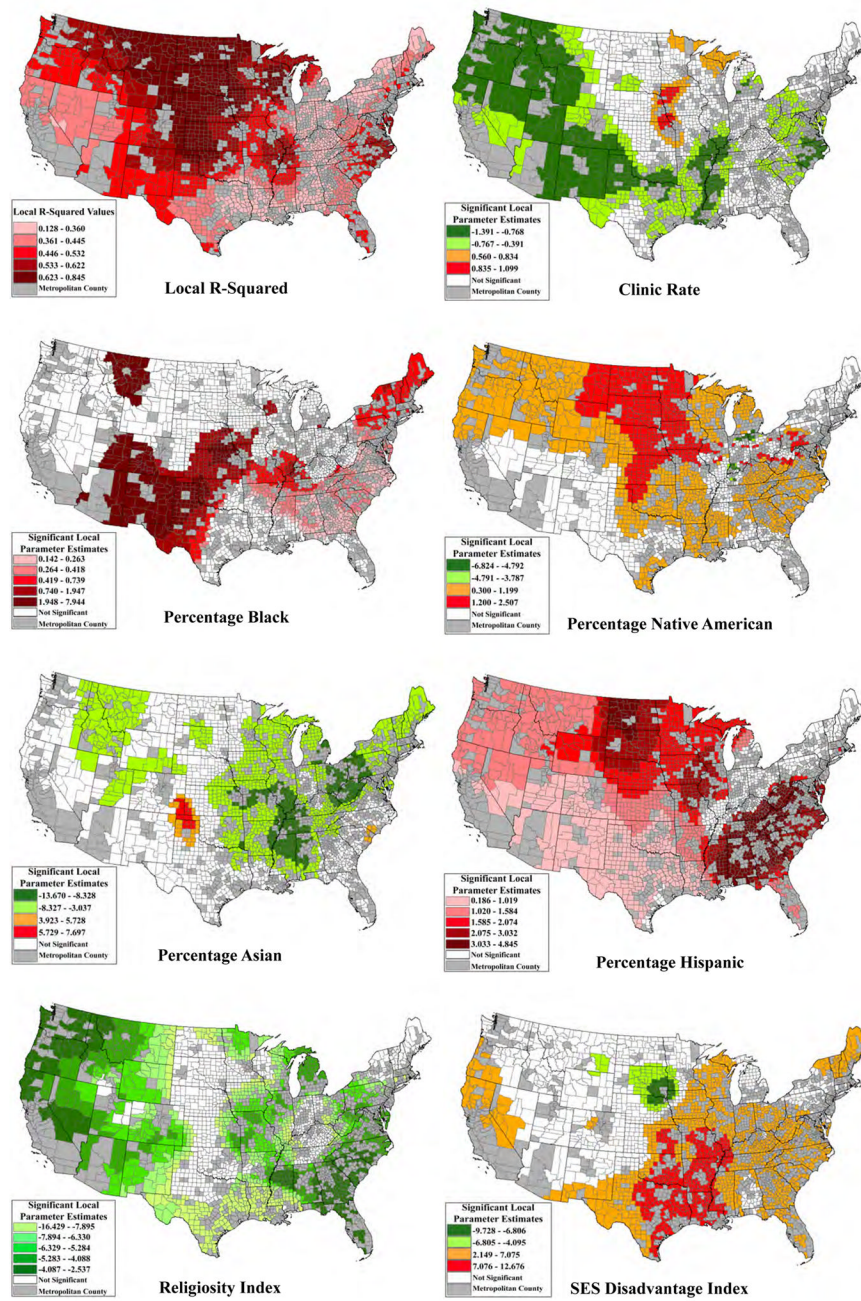 Local R-Squared Values
0.128 - 0.360
0.361 - 0.445
0.446 - 0.532
0.533 - 0.622
0.623 - 0.845
Metropolitan County
Local R-Squared
Significant Local
Parameter Estimates
-1.391 - -0.768
-0.767 - -0.391
0.560 - 0.834
0.835 - 1.099
Not Significant
Metropolitan County
Clinic Rate
Significant Local
Parameter Estimates
0.142 - 0.263
0.264 - 0.418
0.419 - 0.739
0.740 - 1.947
1.948 - 7.944
Not Significant
Metropolitan County
Percentage Black
Significant Local
Parameter Estimates
-6.824 - -4.792
-4.791 - -3.787
0.300 - 1.199
1.200 - 2.507
Not Significant
Metropolitan County
Percentage Native American
Significant Local
Parameter Estimates
-13.670 - -8.328
-8.327 - -3.037
3.923 - 5.728
5.729 - 7.697
Not Significant
Metropolitan County
Percentage Asian
Significant Local
Parameter Estimates
0.186 - 1.019
1.020 - 1.584
1.585 - 2.074
2.075 - 3.032
3.033 - 4.845
Not Significant
Metropolitan County
Percentage Hispanic
Significant Local
Parameter Estimates
-16.429 - -7.895
-7.894 - -6.330
-6.329 - -5.284
-5.283 - -4.088
-4.087 - -2.537
Not Significant
Metropolitan County
Religiosity Index
Significant Local
Parameter Estimates
-9.728 - -6.806
-6.805 - -4.095
2.149 - 7.075
7.076 - 12.676
Not Significant
Metropolitan County
SES Disadvantage Index